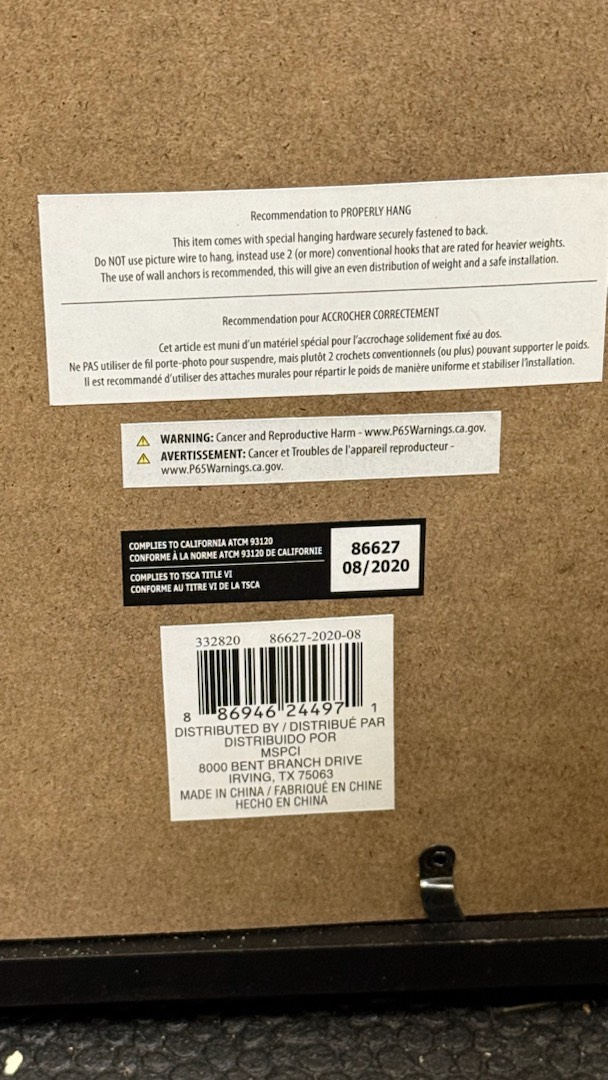 Recommendation to PROPERLY HANG
This item comes with special hanging hardware securely fastened to back.
Do NOT use picture wire to hang, instead use 2 (or more) conventional hooks that are rated for heavier weights.
The use of wall anchors is recommended, this will give an even distribution of weight and a safe installation.
Recommendation pour ACCROCHER CORRECTEMENT
Cet article est muni d'un matériel spécial pour l'accrochage solidement fixé au dos.
Ne PAS utiliser de fil porte-photo pour suspendre, mais plutôt 2 crochets conventionnels (ou plus) pouvant supporter le poids.
Il est recommandé d'utiliser des attaches murales pour répartir le poids de manière uniforme et stabiliser l'installation.
WARNING: Cancer and Reproductive Harm - www.P65Warnings.ca.gov.
AVERTISSEMENT: Cancer et Troubles de l'appareil reproducteur -
www.P65Warnings.ca.gov.
COMPLIES TO CALIFORNIA ATCM 93120
CONFORME À LA NORME ATCM 93120 DE CALIFORNIE
COMPLIES TO TSCA TITLE VI
CONFORME AU TITRE VI DE LA TSCA
86627
08/2020
332820 86627-2020-08
8 86946 24497 1
DISTRIBUTED BY / DISTRIBUÉ PAR
DISTRIBUIDO POR
MSPCI
8000 BENT BRANCH DRIVE
IRVING, TX 75063
MADE IN CHINA / FABRIQUÉ EN CHINE
HECHO EN CHINA